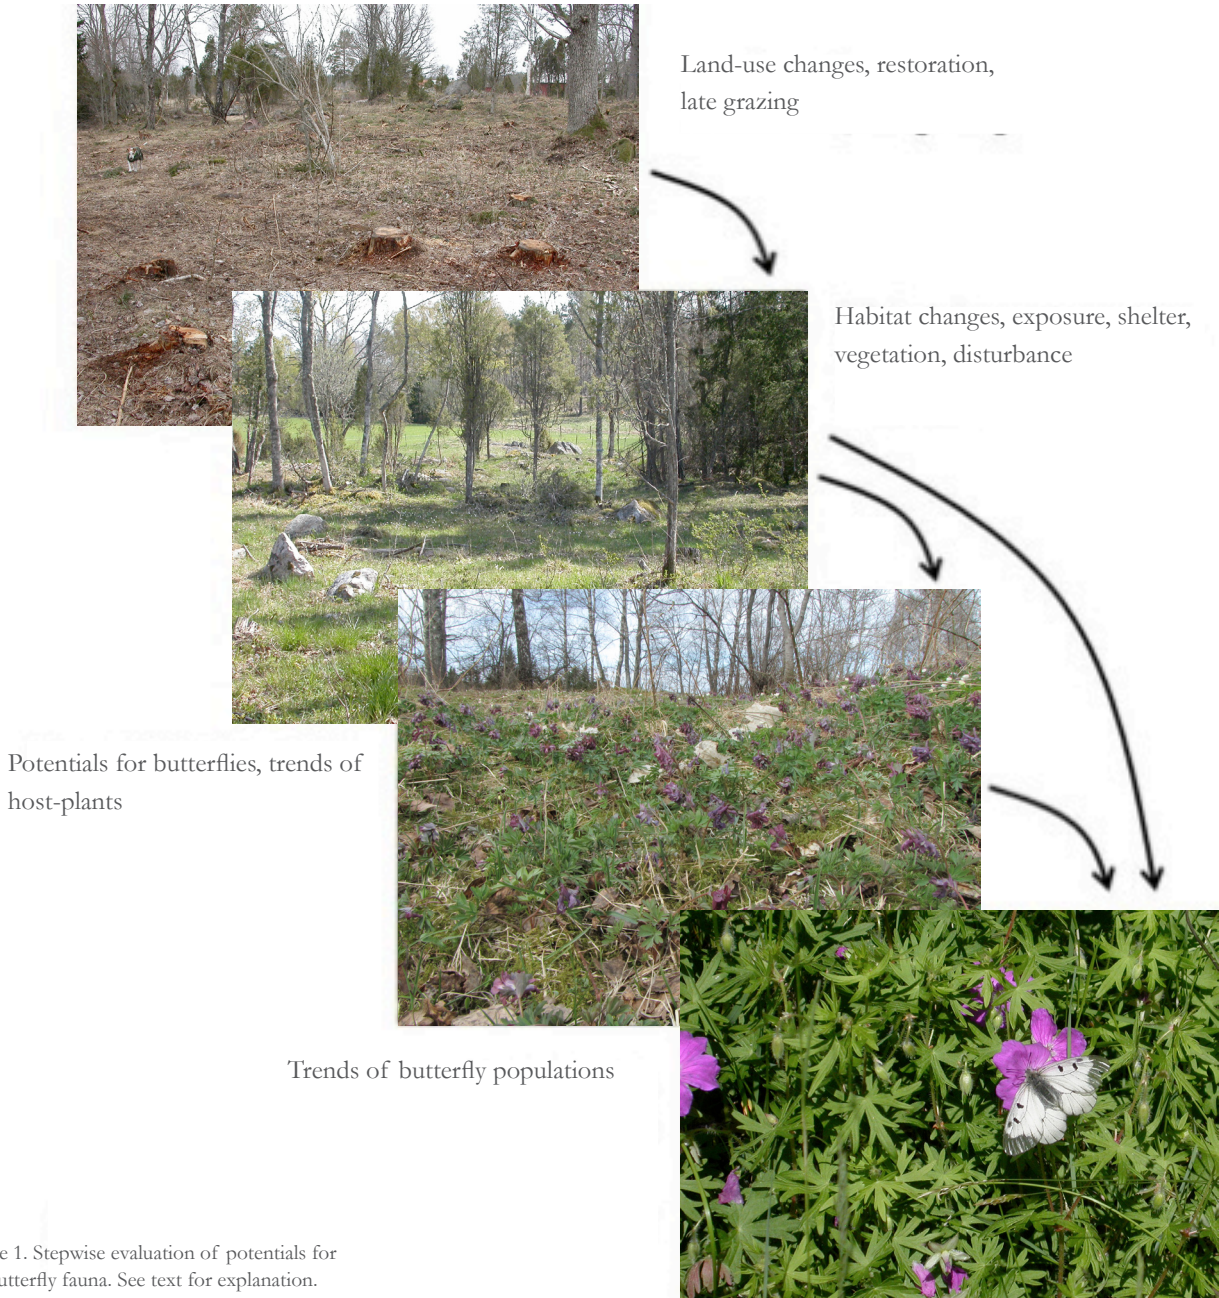 Land-use changes, restoration,
late grazing
Habitat changes, exposure, shelter,
vegetation, disturbance
Potentials for butterflies, trends of
host-plants
Trends of butterfly populations
1. Stepwise evaluation of potentials for
fauna. See text for explanation.